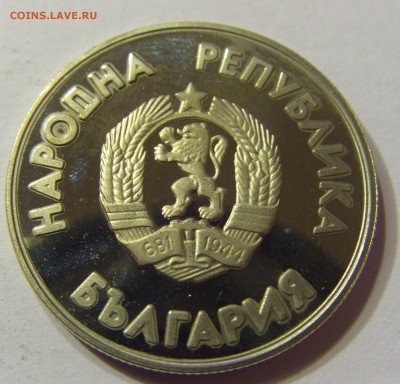 COINS.LAVE.RU
НАРОДНА РЕПУБЛИКА
681 1944
БЪЛГАРИЯ